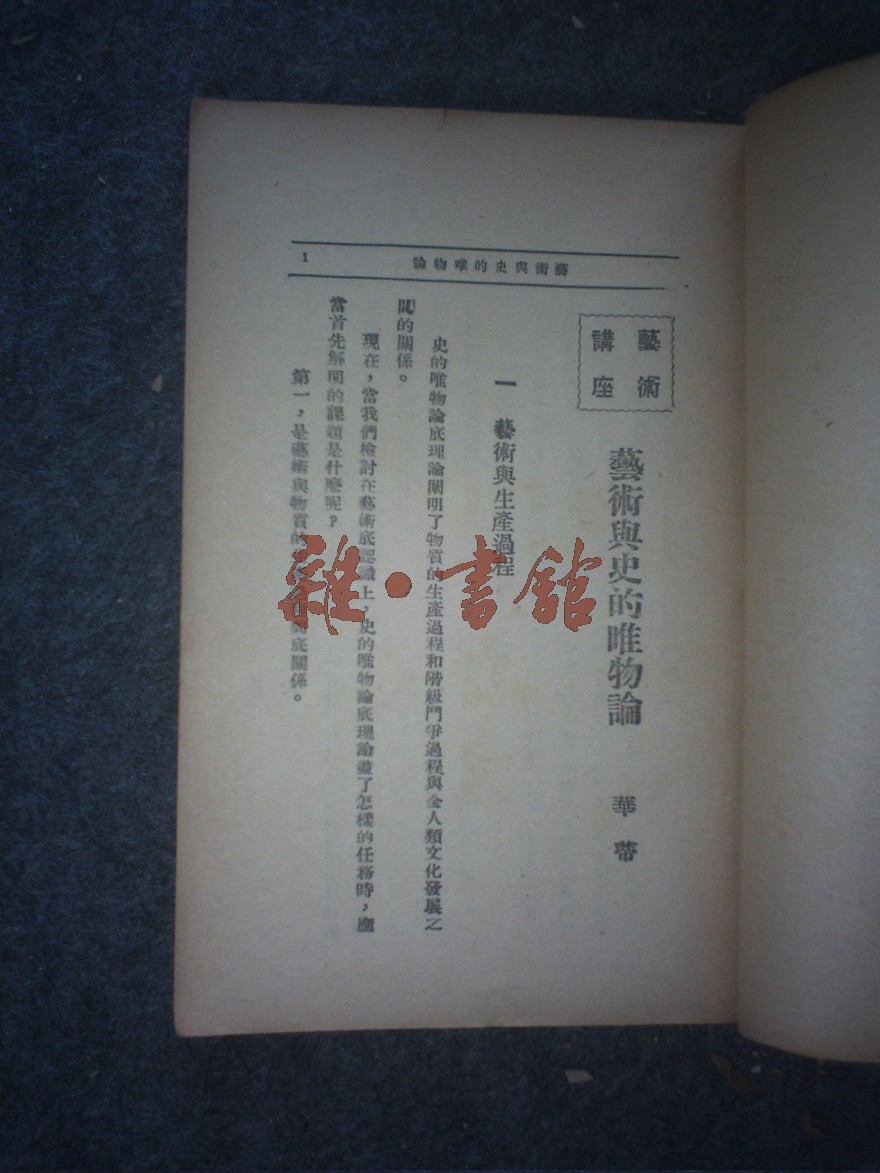 藝術與史的唯物論
1
藝術
講座
藝術與史的唯物論
華蒂
一 藝術與生產過程
史的唯物論底理論闡明了物質的生產過程和階級鬥爭過程與全人類文化發展之
間的關係。
現在,當我們檢討在藝術底認識上,史的唯物論底理論盡了怎樣的任務時,應
當首先解明的課題是什麼呢?
第一,是藝術與物質的底關係。
雜·書館